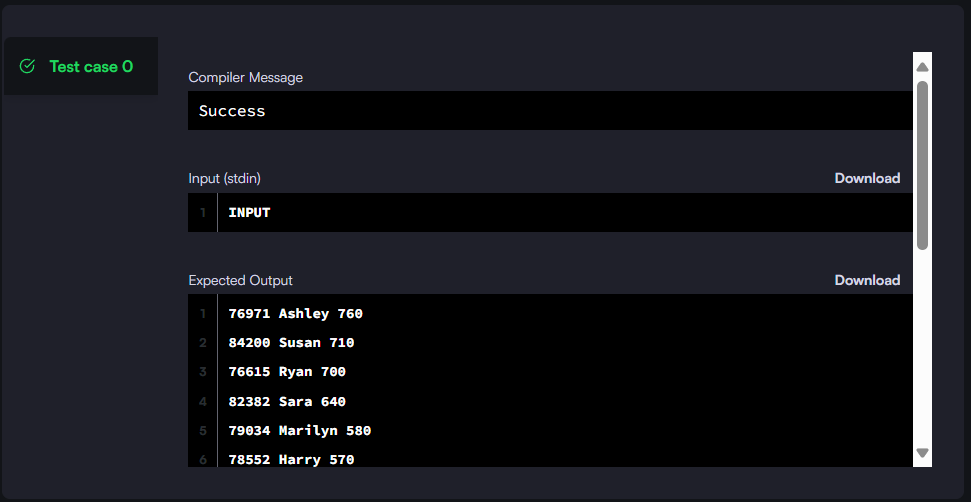 Test case 0
Compiler Message
Success
Input (stdin)
Download
1 INPUT
Expected Output
Download
1 76971 Ashley 760
2 84200 Susan 710
3 76615 Ryan 700
4 82382 Sara 640
5 79034 Marilyn 580
6 78552 Harry 570